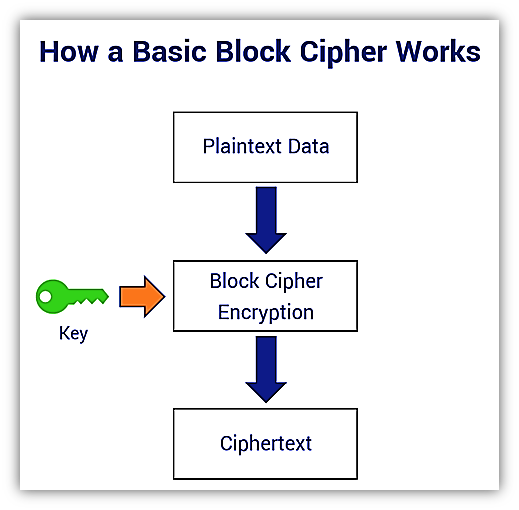 How a Basic Block Cipher Works
Plaintext Data
Block Cipher
Encryption
Key
Ciphertext